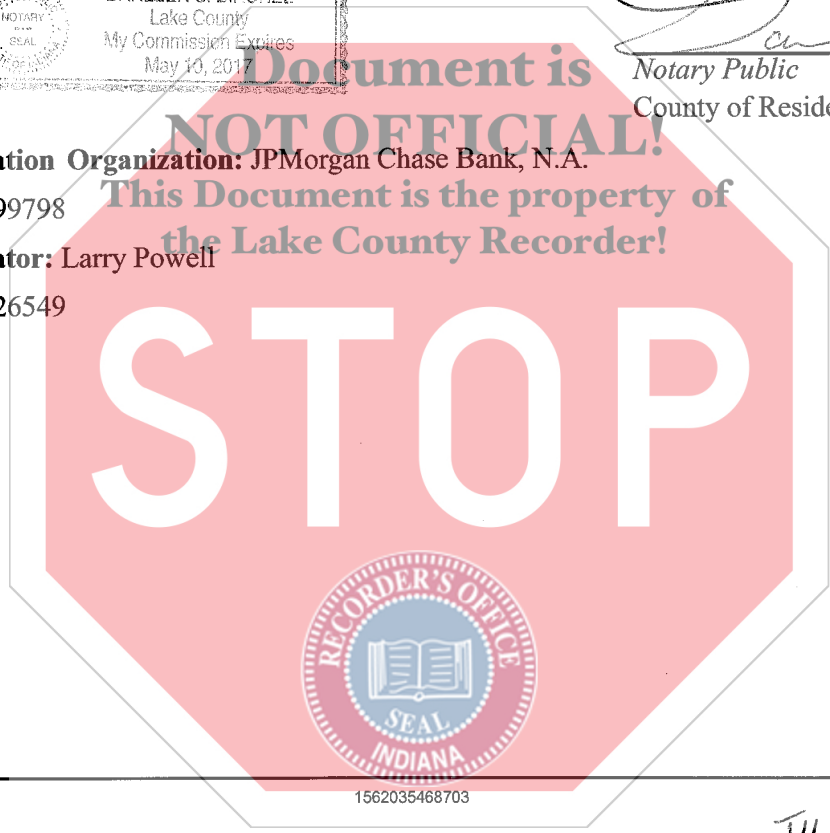 NOTARY
SEAL
Lake County
My Commission Expires
May 10, 2017
Notary Public
County of Reside
Document is
NOT OFFICIAL!
This Document is the property of
the Lake County Recorder!
ation Organization: JPMorgan Chase Bank, N.A.
99798
ator: Larry Powell
26549
STOP
RECORDER'S OFFICE
SEAL
INDIANA
1562035468703